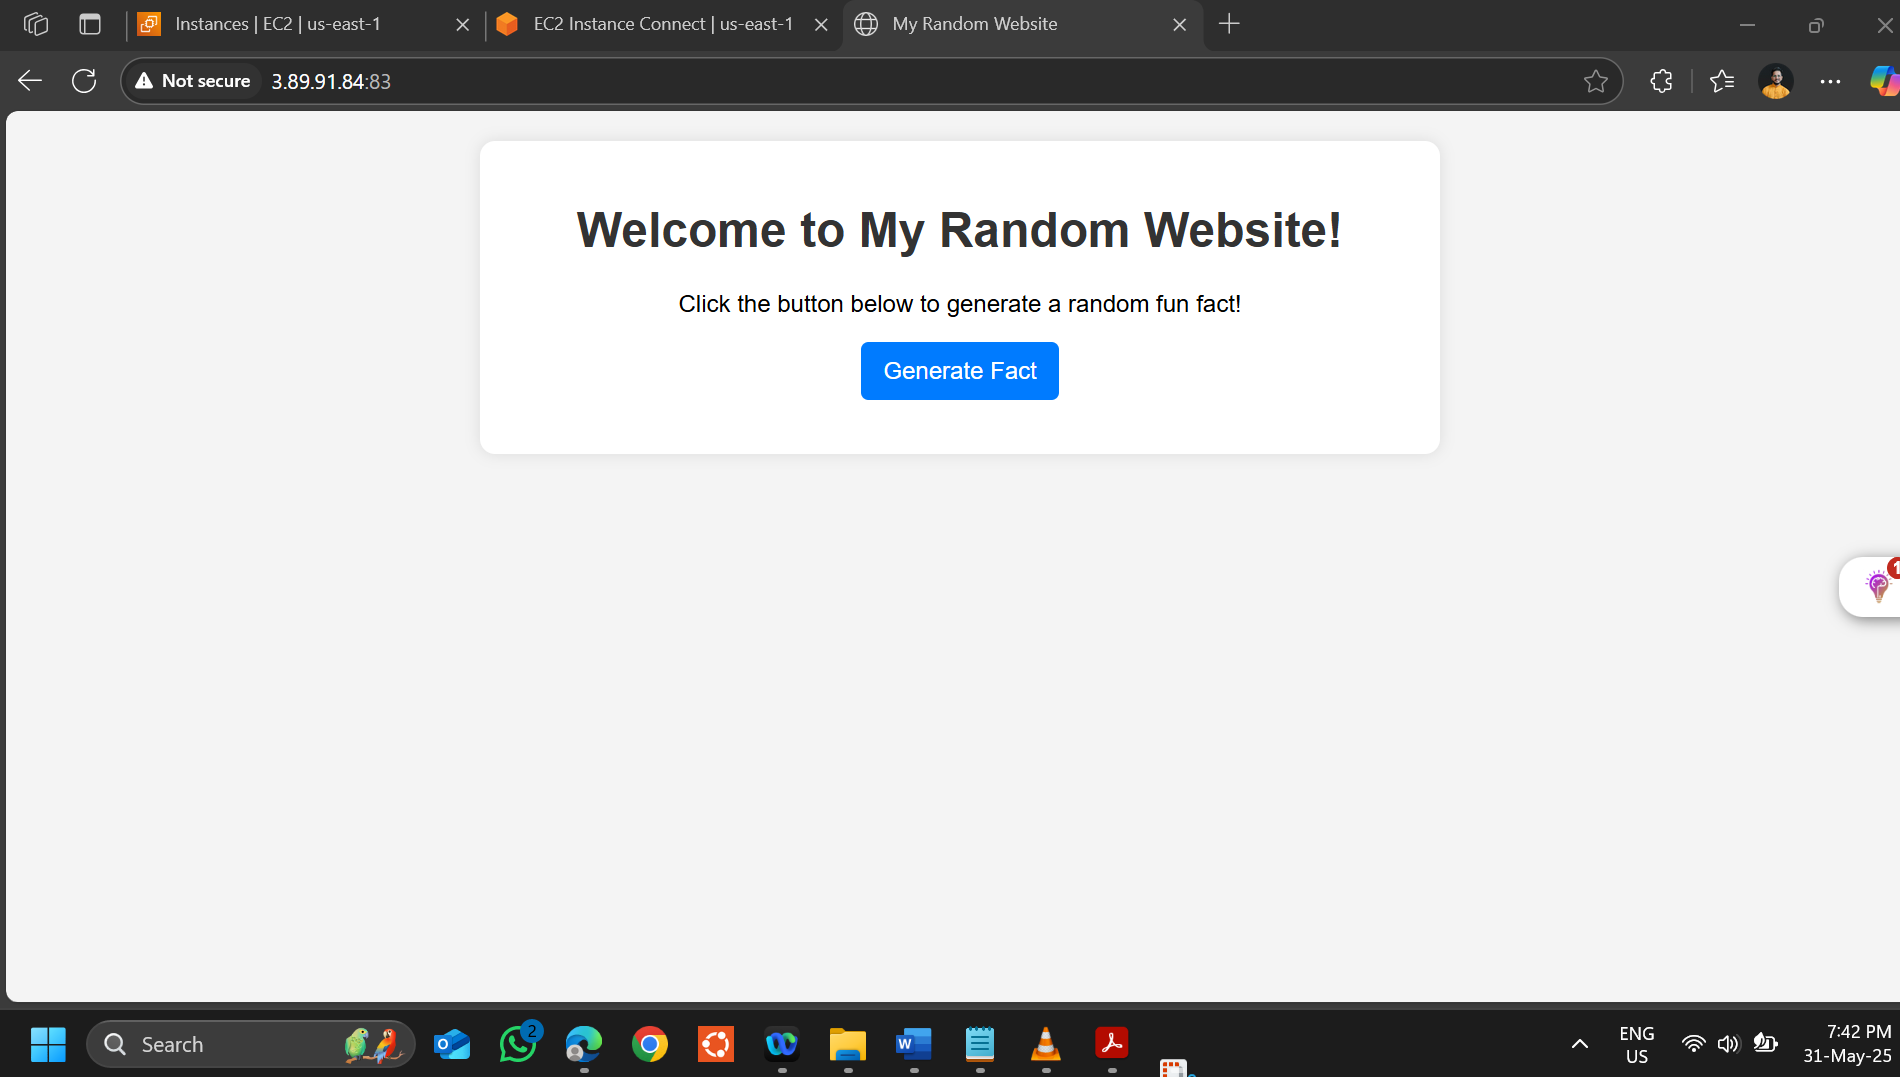 Instances | EC2 | us-east-1
EC2 Instance Connect | us-east-1
My Random Website
Not secure
3.89.91.84:83
Welcome to My Random Website!
Click the button below to generate a random fun fact!
Generate Fact
1
Search
2
ENG
US
7:42 PM
31-May-25